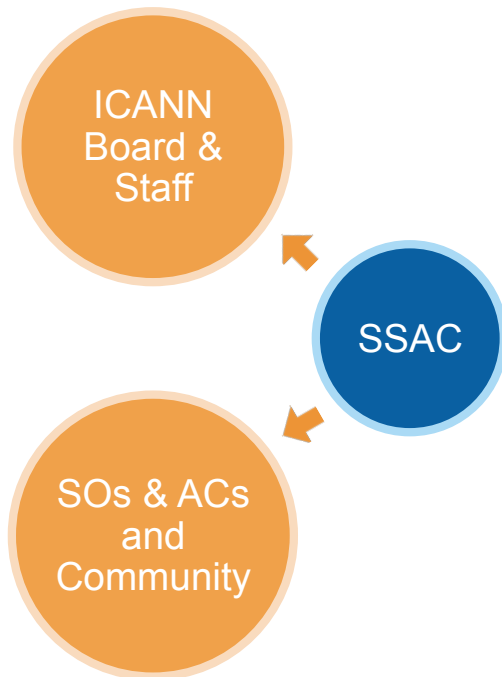 ICANN
Board &
Staff
SSAC
SOs & ACs
and
Community